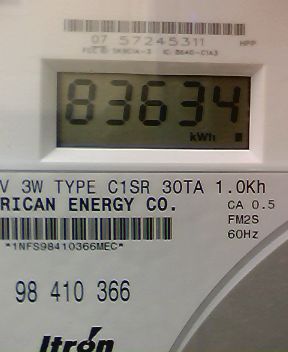 07 57245311 HPP
83634
kWh
V 3W TYPE C1SR 30TA 1.0Kh
RICAN ENERGY CO. CA 0.5
FM2S
*1NFS98410366MEC* 60Hz
98 410 366
Itron